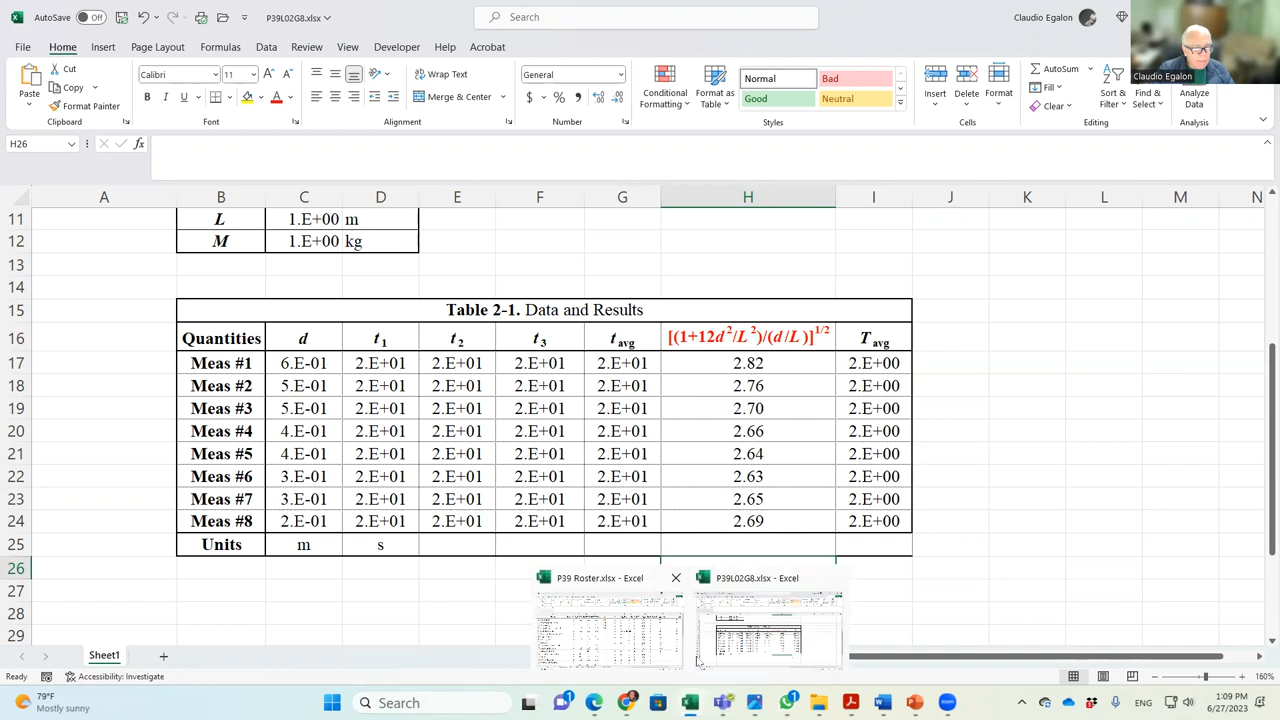 AutoSave Off P39L02G8.xlsx Search Claudio Egalon
File Home Insert Page Layout Formulas Data Review View Developer Help Acrobat
Claudio Egalon
Paste Cut Copy Format Painter Clipboard
Calibri 11 B I U A Font
Wrap Text Merge & Center Alignment
General $ % Number
Conditional Formatting Format as Table Normal Bad Good Neutral Styles
Insert Delete Format Cells
AutoSum Fill Clear Sort & Filter Find & Select Editing
Analyze Data Analysis
H26 fx
A B C D E F G H I J K L M N
11 L 1.E+00 m
12 M 1.E+00 kg
13
14
15 Table 2-1. Data and Results
16 Quantities d t1 t2 t3 tavg [(1+12d²/L²)/(d/L)]^1/2 Tavg
17 Meas #1 6.E-01 2.E+01 2.E+01 2.E+01 2.E+01 2.82 2.E+00
18 Meas #2 5.E-01 2.E+01 2.E+01 2.E+01 2.E+01 2.76 2.E+00
19 Meas #3 5.E-01 2.E+01 2.E+01 2.E+01 2.E+01 2.70 2.E+00
20 Meas #4 4.E-01 2.E+01 2.E+01 2.E+01 2.E+01 2.66 2.E+00
21 Meas #5 4.E-01 2.E+01 2.E+01 2.E+01 2.E+01 2.64 2.E+00
22 Meas #6 3.E-01 2.E+01 2.E+01 2.E+01 2.E+01 2.63 2.E+00
23 Meas #7 3.E-01 2.E+01 2.E+01 2.E+01 2.E+01 2.65 2.E+00
24 Meas #8 2.E-01 2.E+01 2.E+01 2.E+01 2.E+01 2.69 2.E+00
25 Units m s
26
27 P39 Roster.xlsx - Excel P39L02G8.xlsx - Excel
28
29
Sheet1
Ready Accessibility: Investigate 160%
79°F Mostly sunny Search ENG 1:09 PM 6/27/2023